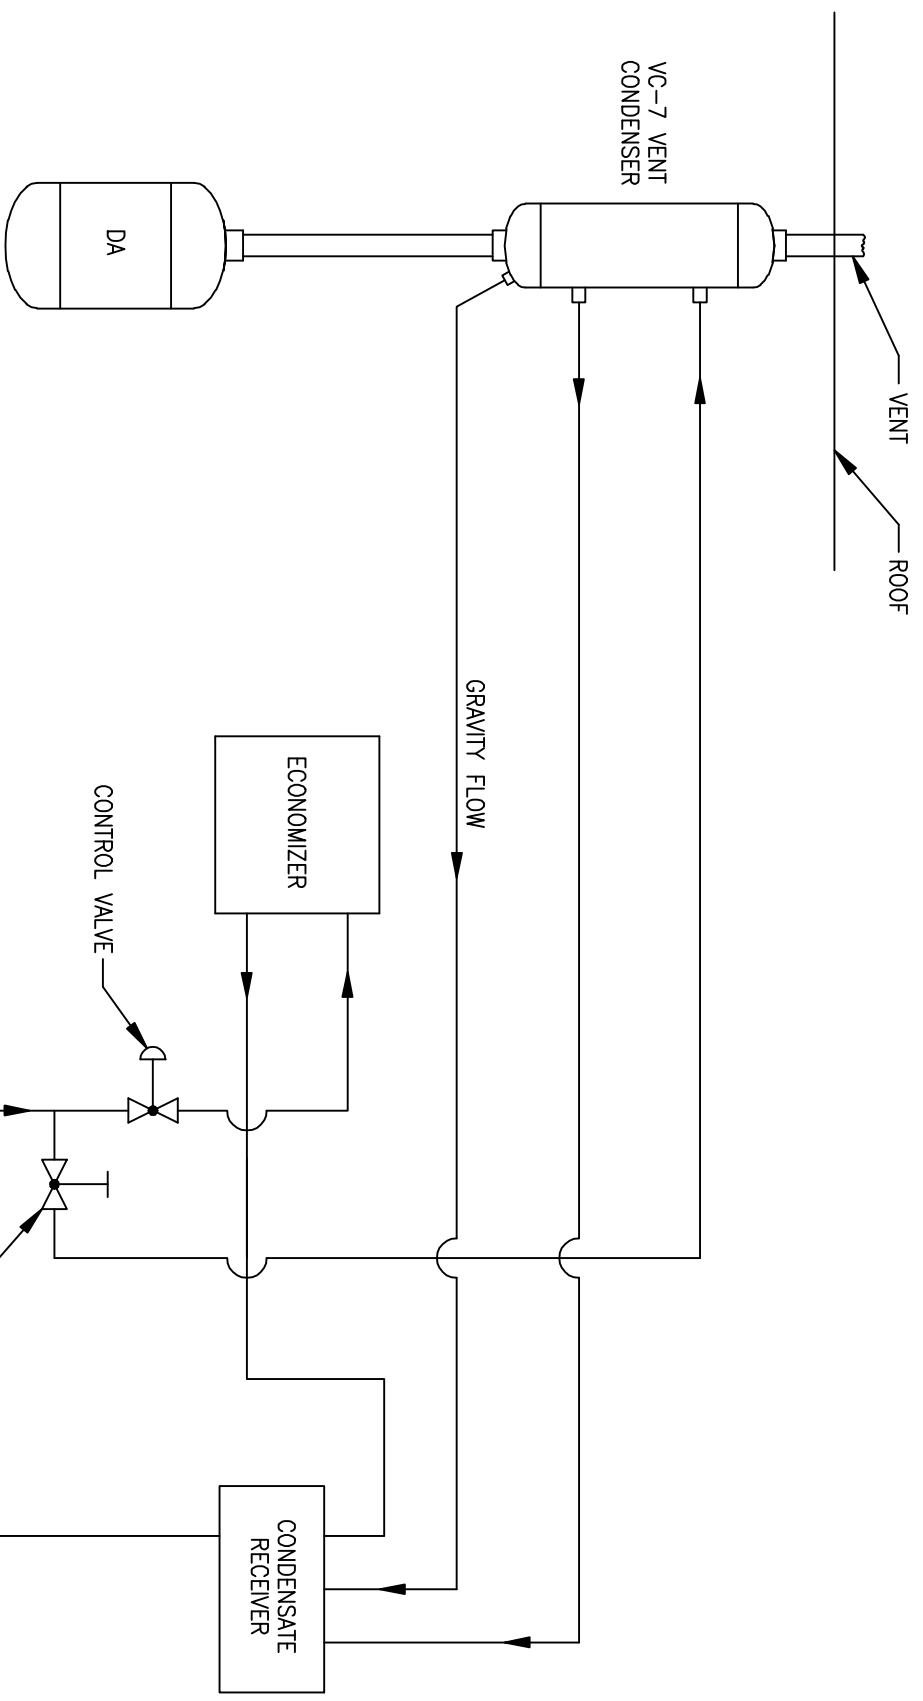 VENT
ROOF
VC-7 VENT
CONDENSER
GRAVITY FLOW
ECONOMIZER
CONDENSATE
RECEIVER
DA
CONTROL VALVE